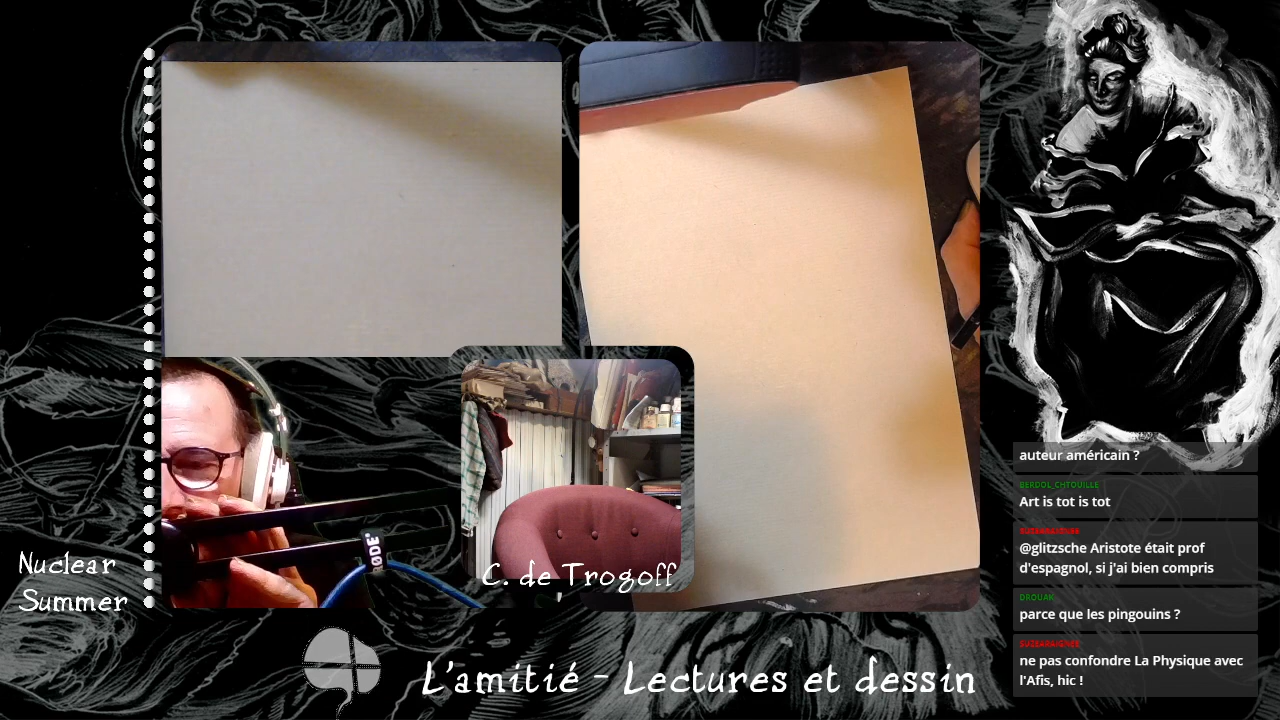 Nuclear
Summer
RØDE
C. de Trogoff
L'amitié - Lectures et dessin
auteur américain ?
BERDOL_CHTOUILLE
Art is tot is tot
@glitzsche Aristote était prof
d'espagnol, si j'ai bien compris
DROUAK
parce que les pingouins ?
ne pas confondre La Physique avec
l'Afis, hic !